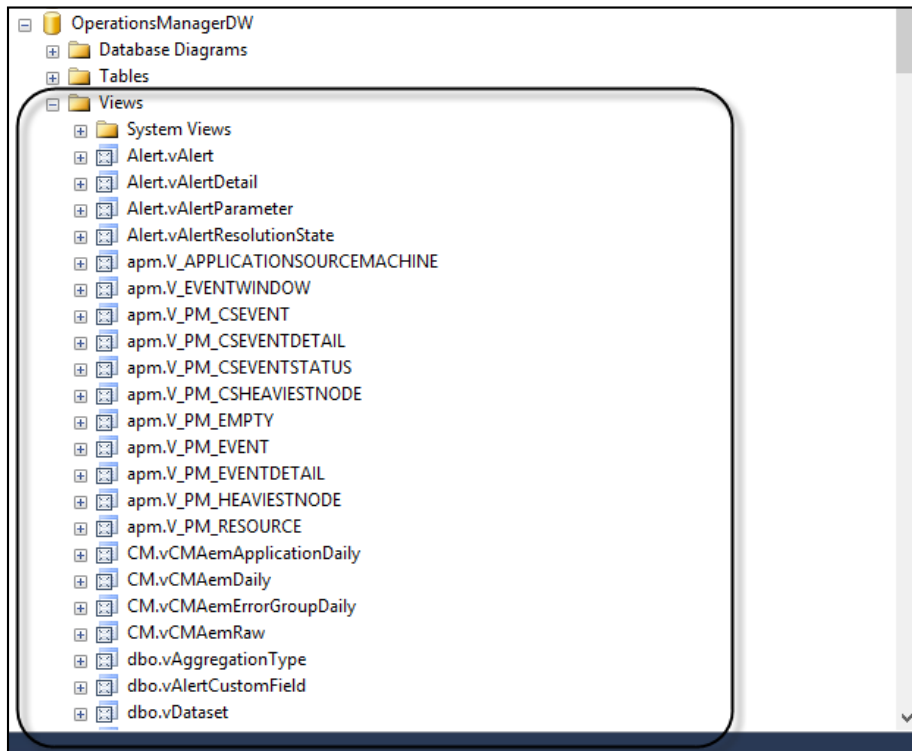 OperationsManagerDW
Database Diagrams
Tables
Views
System Views
Alert.vAlert
Alert.vAlertDetail
Alert.vAlertParameter
Alert.vAlertResolutionState
apm.V_APPLICATIONSOURCEMACHINE
apm.V_EVENTWINDOW
apm.V_PM_CSEVENT
apm.V_PM_CSEVENTDETAIL
apm.V_PM_CSEVENTSTATUS
apm.V_PM_CSHEAVIESTNODE
apm.V_PM_EMPTY
apm.V_PM_EVENT
apm.V_PM_EVENTDETAIL
apm.V_PM_HEAVIESTNODE
apm.V_PM_RESOURCE
CM.vCMAemApplicationDaily
CM.vCMAemDaily
CM.vCMAemErrorGroupDaily
CM.vCMAemRaw
dbo.vAggregationType
dbo.vAlertCustomField
dbo.vDataset